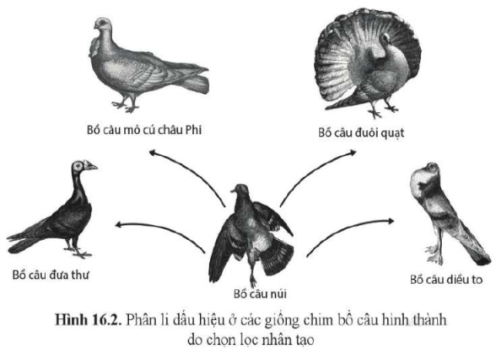 Bồ câu mỏ cú châu Phi
Bồ câu đuôi quạt
Bồ câu đưa thư
Bồ câu núi
Bồ câu diều to
Hình 16.2. Phân li dấu hiệu ở các giống chim bồ câu hình thành
do chọn lọc nhân tạo